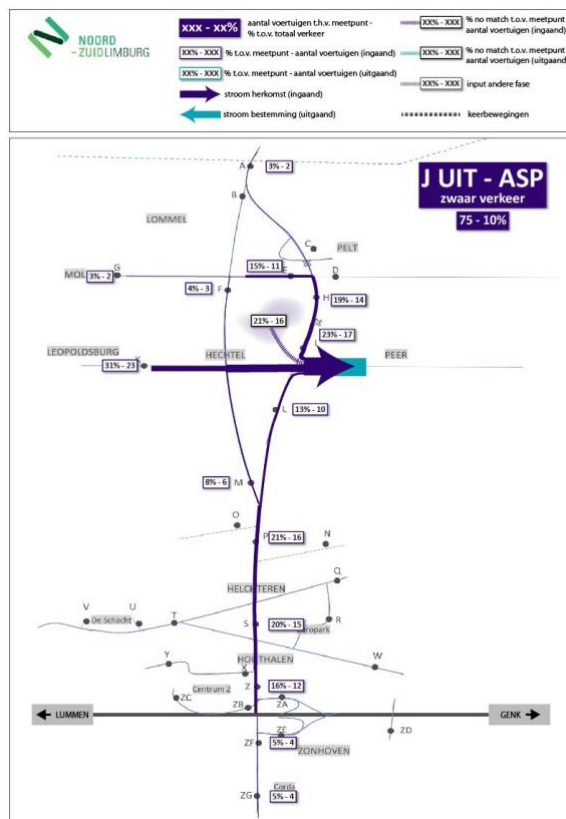 NOORD
-ZUIDLIMBURG
xxx - xx%
aantal voertuigen t.h.v. meetpunt -
% t.o.v. totaal verkeer
XX% - XXX
% t.o.v. meetpunt - aantal voertuigen (ingaand)
XX% - XXX
% t.o.v. meetpunt - aantal voertuigen (uitgaand)
stroom herkomst (ingaand)
stroom bestemming (uitgaand)
XX% - XXX
% no match t.o.v. meetpunt
aantal voertuigen (ingaand)
XX% - XXX
% no match t.o.v. meetpunt
aantal voertuigen (uitgaand)
XX% - XXX
input andere fase
keerbewegingen
J UIT - ASP
zwaar verkeer
75 - 10%
A
3% - 2
B
LOMMEL
C
PELT
MOL
3% - 2
G
15% - 11
E
D
4% - 3
F
H
19% - 14
21% - 16
23% - 17
LEOPOLDSBURG
HECHTEL
PEER
31% - 23
L
13% - 10
8% - 6
M
O
P
21% - 16
N
HELCHTEREN
Q
V
U
De Schacht
T
S
20% - 15
R
Y
HOUTHALEN
X
W
Centrum Z
Z
16% - 12
ZC
ZB
ZA
LUMMEN
GENK
ZE
ZD
ZF
5% - 4
ZONHOVEN
Corda
ZG
5% - 4